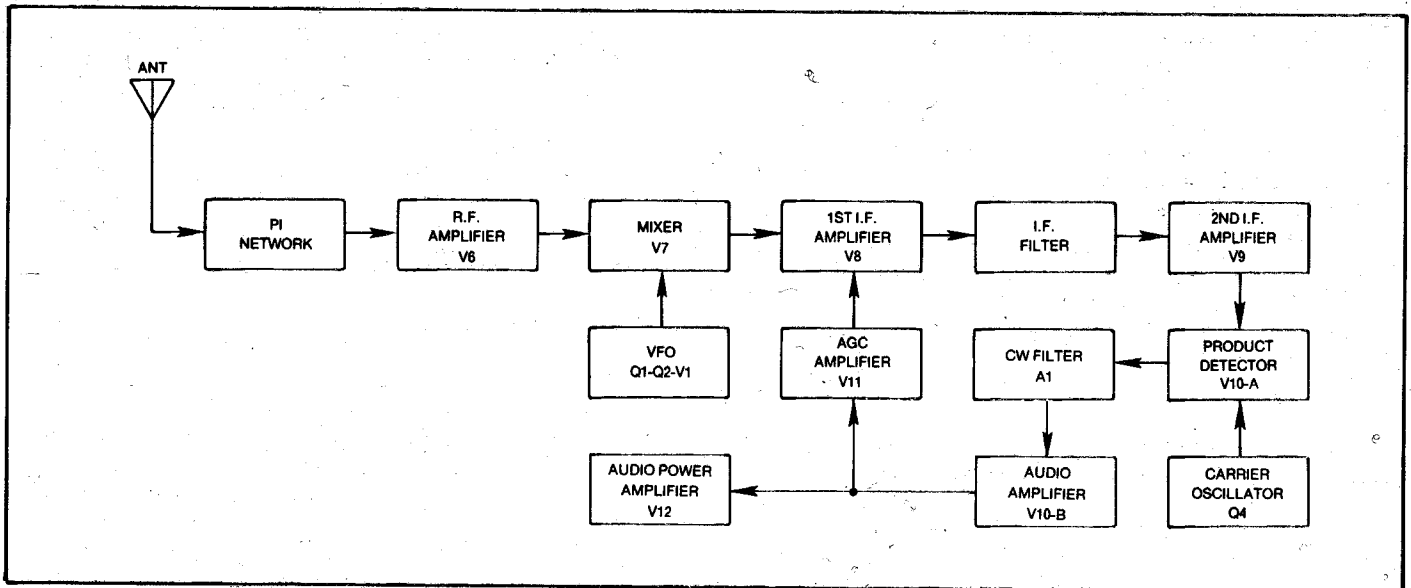 ANT
PI
NETWORK
R.F.
AMPLIFIER
V6
MIXER
V7
1ST I.F.
AMPLIFIER
V8
I.F.
FILTER
2ND I.F.
AMPLIFIER
V9
VFO
Q1-Q2-V1
AGC
AMPLIFIER
V11
CW FILTER
A1
PRODUCT
DETECTOR
V10-A
AUDIO POWER
AMPLIFIER
V12
AUDIO
AMPLIFIER
V10-B
CARRIER
OSCILLATOR
Q4